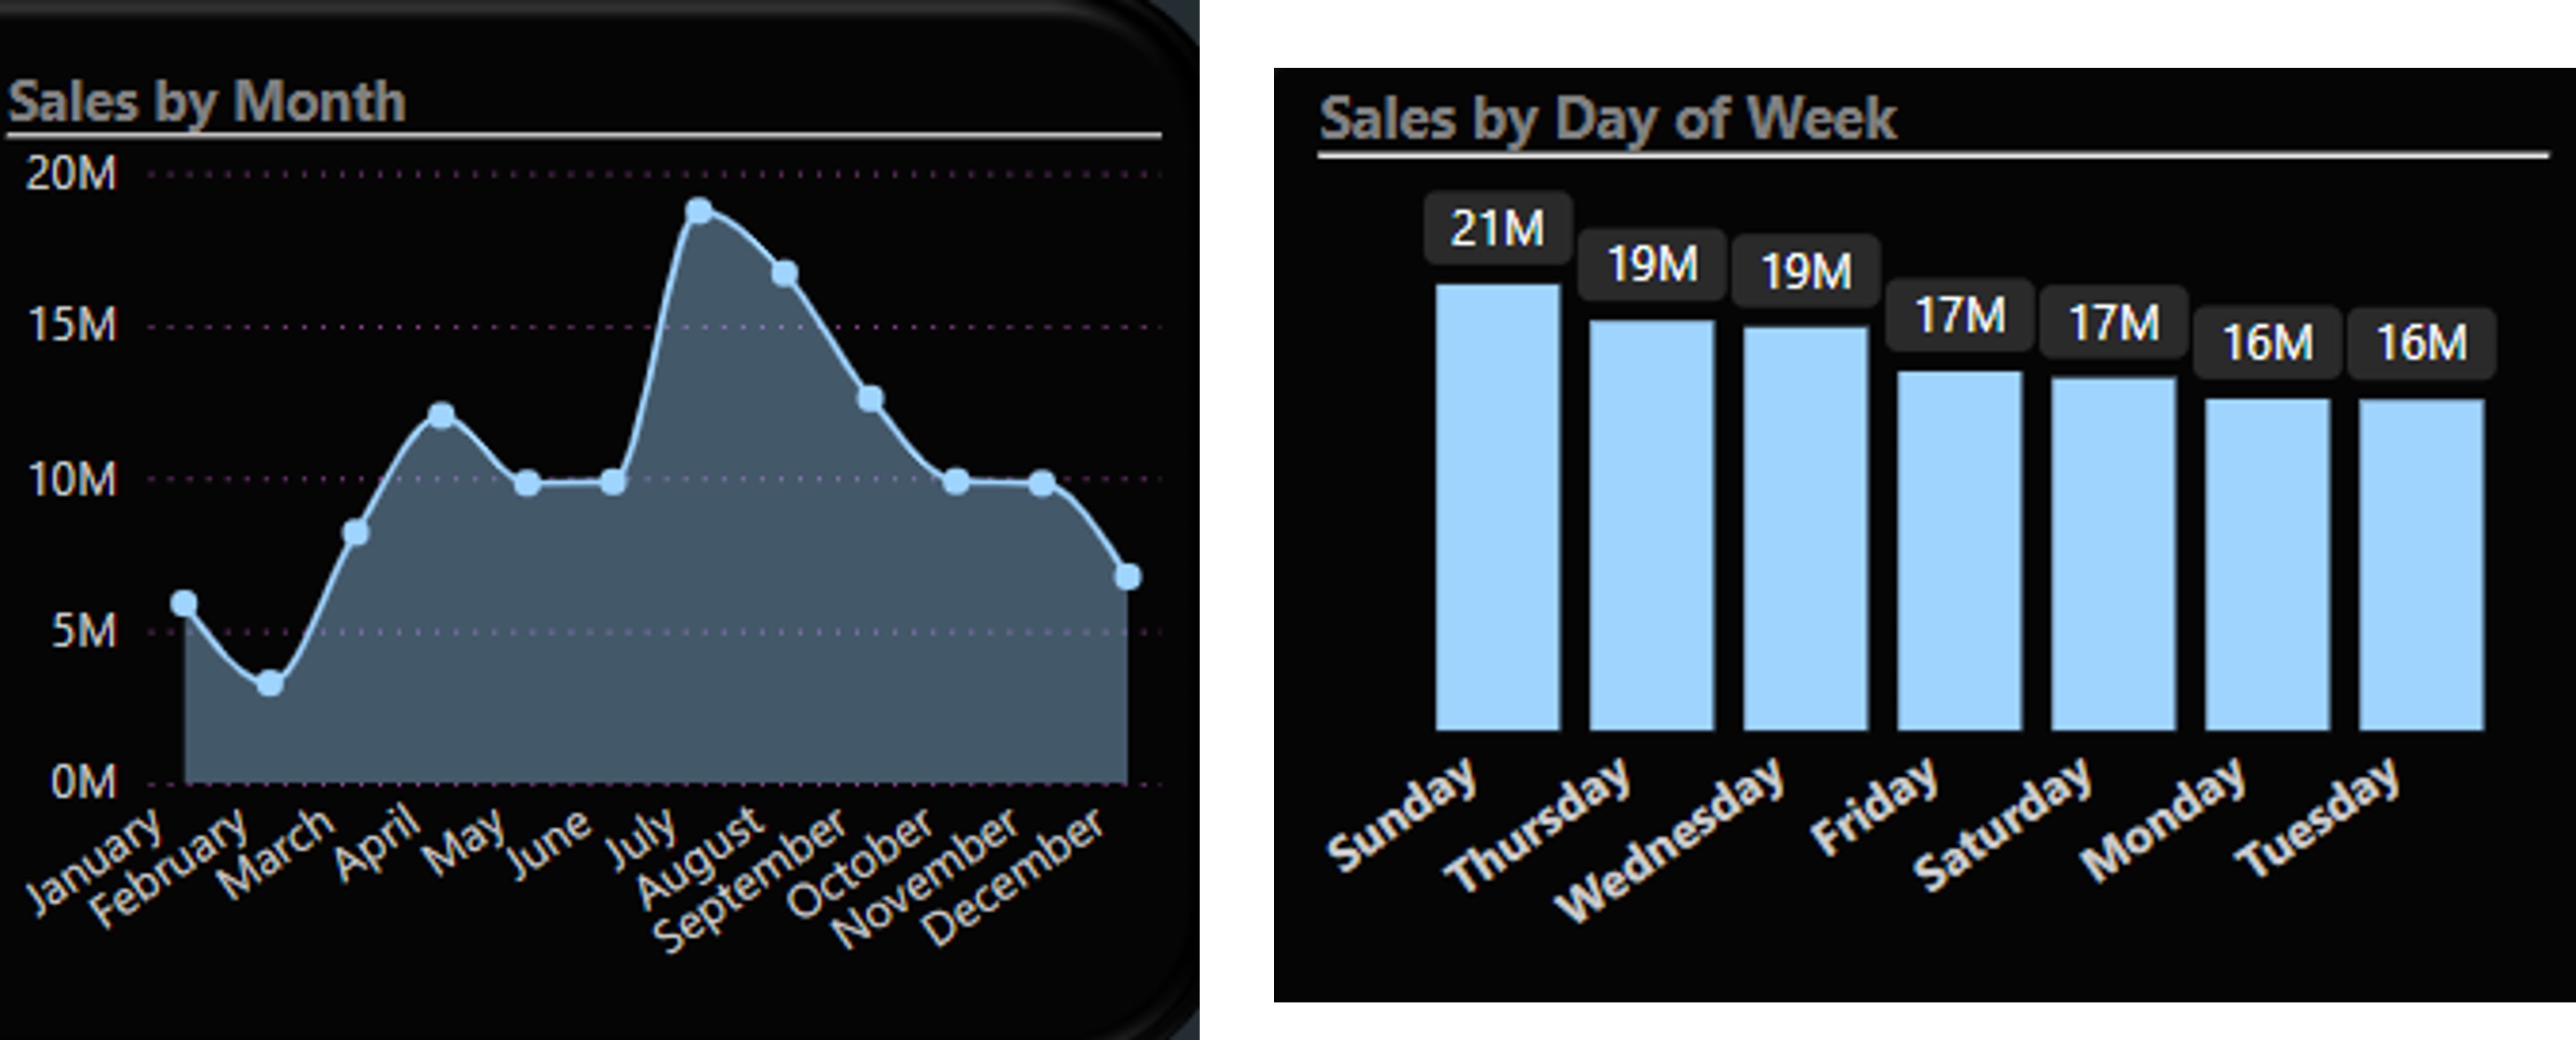 Sales by Month
20M
15M
10M
5M
0M
January
February
March
April
May
June
July
August
September
October
November
December
Sales by Day of Week
21M
19M
19M
17M
17M
16M
16M
Sunday
Thursday
Wednesday
Friday
Saturday
Monday
Tuesday